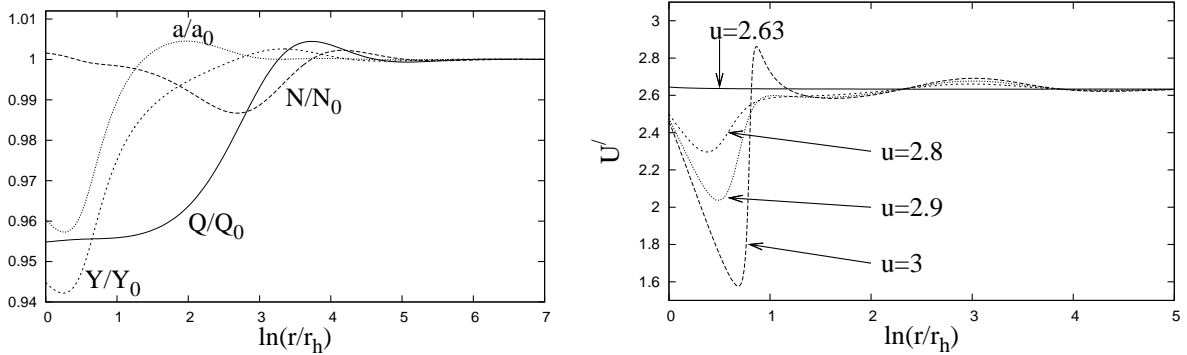 1.01
1
0.99
0.98
0.97
0.96
0.95
0.94
a/a0
N/N0
Q/Q0
Y/Y0
0 1 2 3 4 5 6 7
ln(r/rh)
3
2.8
2.6
2.4
2.2
2
1.8
1.6
U′
u=2.63
u=2.8
u=2.9
u=3
0 1 2 3 4 5
ln(r/rh)